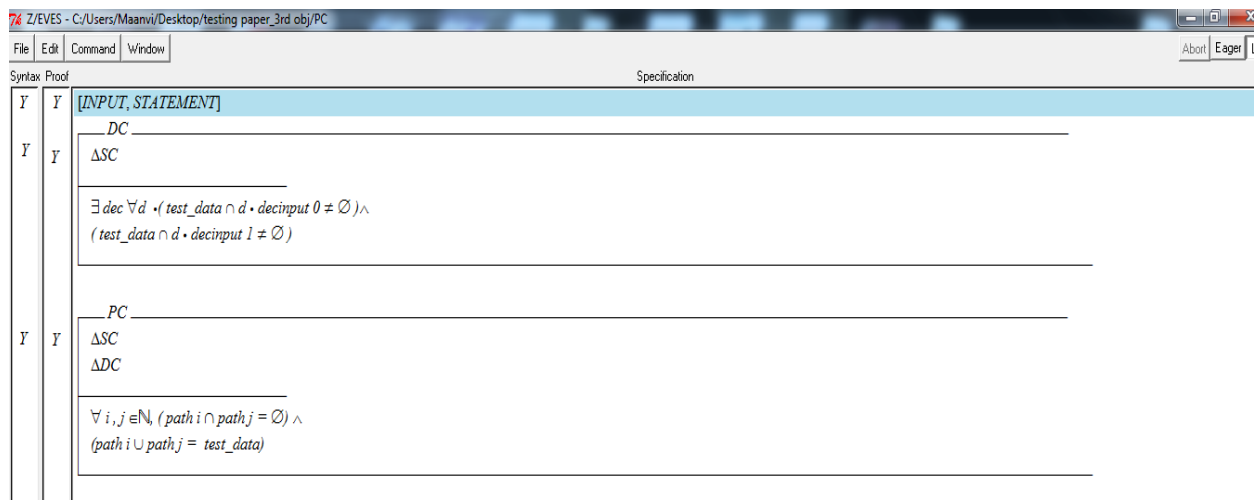 Z/EVES - C:/Users/Maanvi/Desktop/testing paper_3rd obj/PC
File Edit Command Window Abort Eager L
Syntax Proof Specification
Y Y [INPUT, STATEMENT]
DC
Y Y ΔSC
∃ dec ∀d •( test_data ∩ d • decinput 0 ≠ ∅ )∧
( test_data ∩ d • decinput 1 ≠ ∅ )
PC
Y Y ΔSC
ΔDC
∀ i , j ∈ℕ, ( path i ∩ path j = ∅) ∧
(path i ∪ path j = test_data)